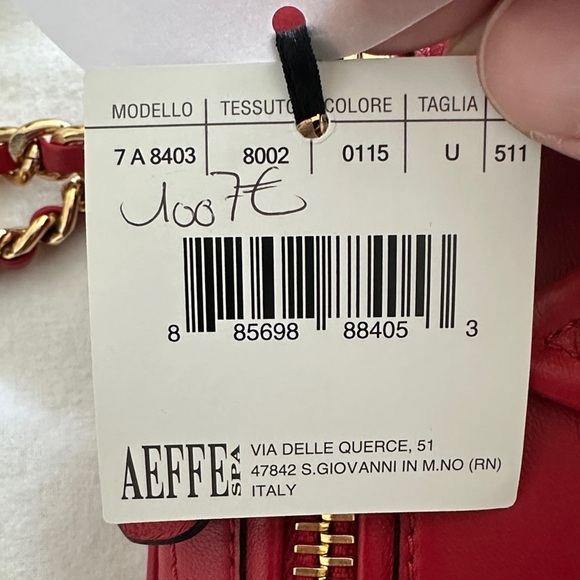 MODELLO TESSUTO COLORE TAGLIA
7 A 8403 8002 0115 U 511
1007€
8 85698 88405 3
AEFFE SPA
VIA DELLE QUERCE, 51
47842 S.GIOVANNI IN M.NO (RN)
ITALY